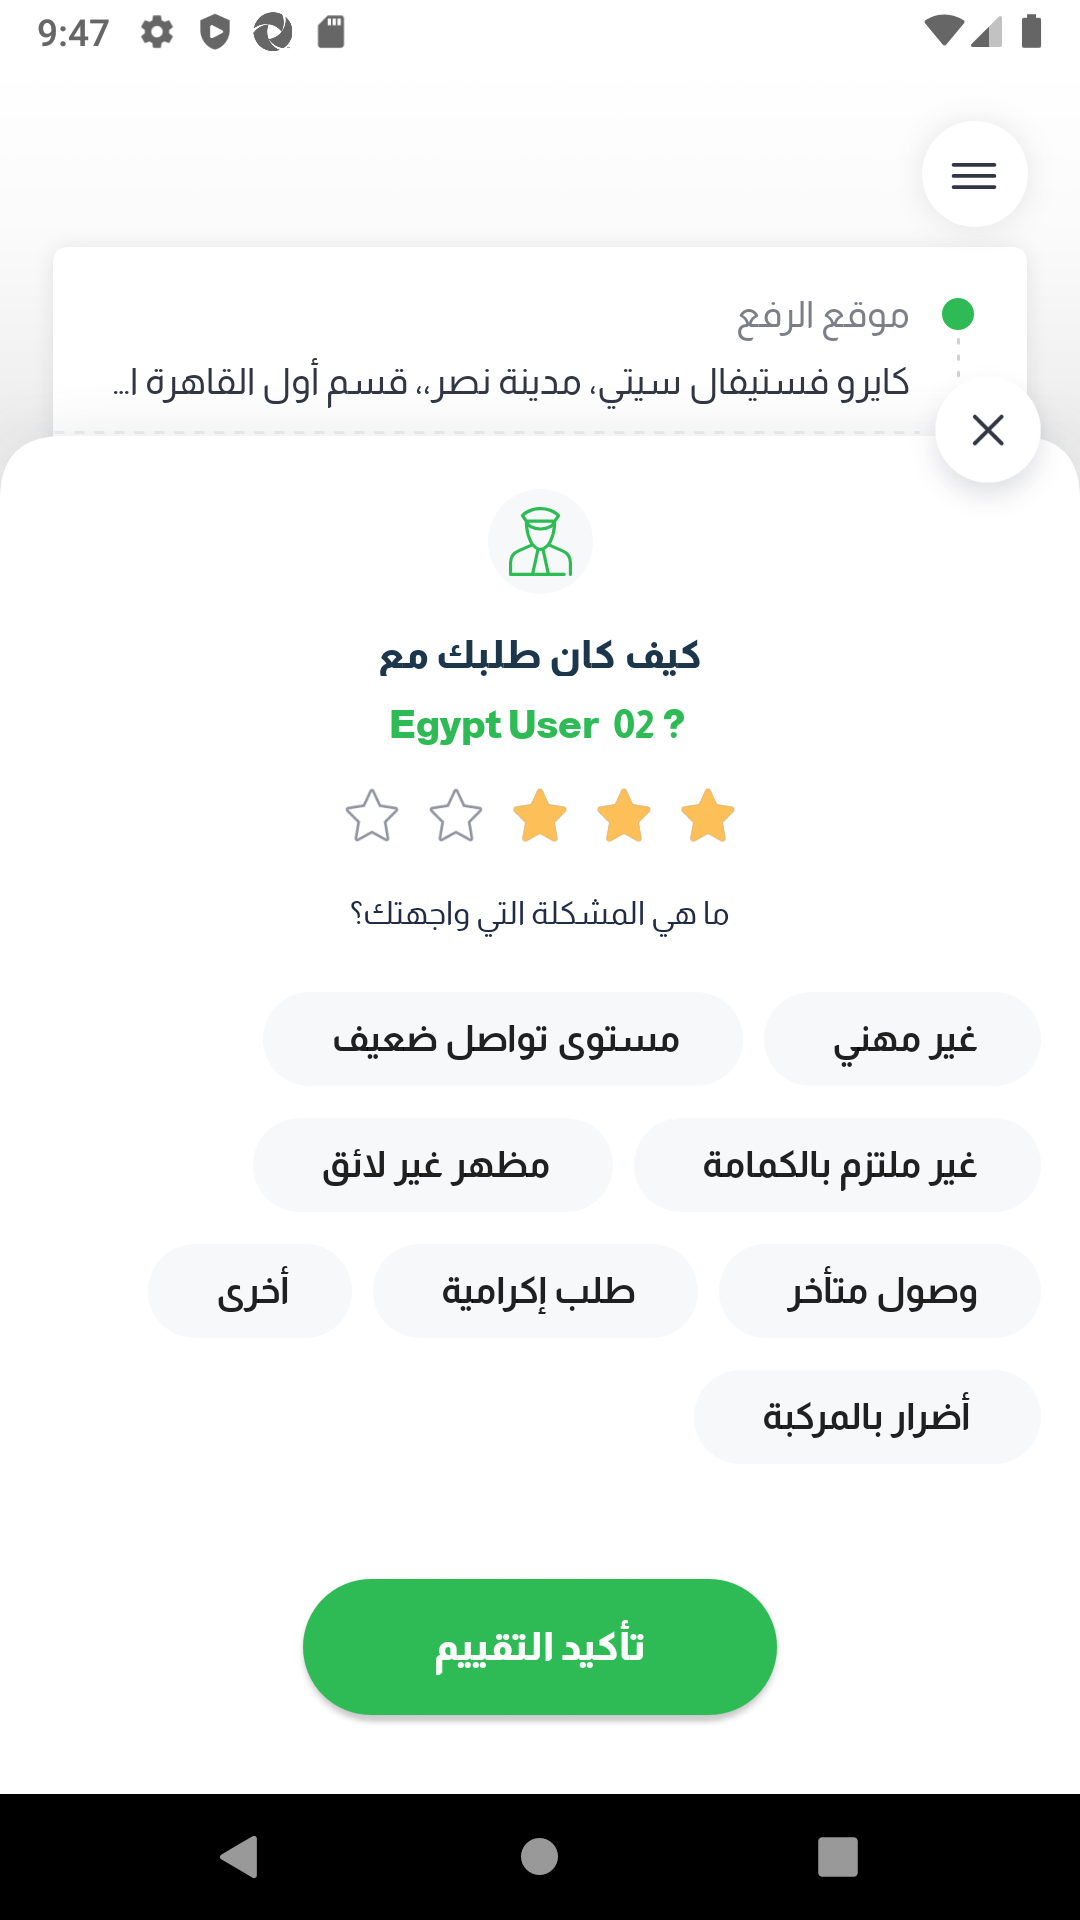 9:47
موقع الرفع
كايرو فستيفال سيتي، مدينة نصر،، قسم أول القاهرة ا...
كيف كان طلبك مع
Egypt User 02 ?
ما هي المشكلة التي واجهتك؟
غير مهني
مستوى تواصل ضعيف
غير ملتزم بالكمامة
مظهر غير لائق
وصول متأخر
طلب إكرامية
أخرى
أضرار بالمركبة
تأكيد التقييم